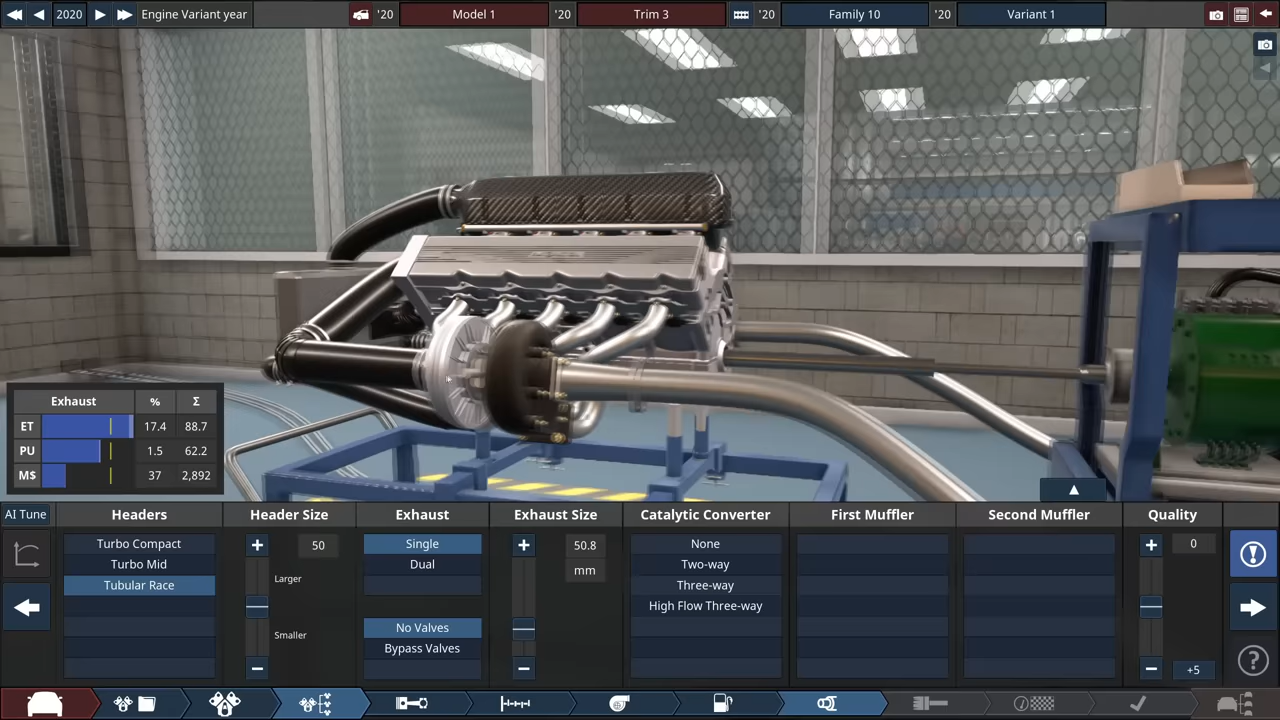 2020 Engine Variant year '20 Model 1 '20 Trim 3 '20 Family 10 '20 Variant 1
Exhaust % Σ
ET 17.4 88.7
PU 1.5 62.2
M$ 37 2,892
AI Tune Headers Header Size Exhaust Exhaust Size Catalytic Converter First Muffler Second Muffler Quality
Turbo Compact + 50 Single + 50.8 None + 0
Turbo Mid Dual mm Two-way
Larger
Tubular Race Three-way
High Flow Three-way
No Valves
Smaller
Bypass Valves
− − − +5
?